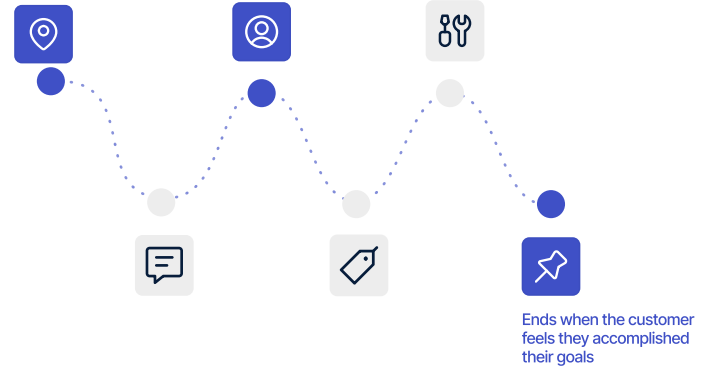 Ends when the customer
feels they accomplished
their goals